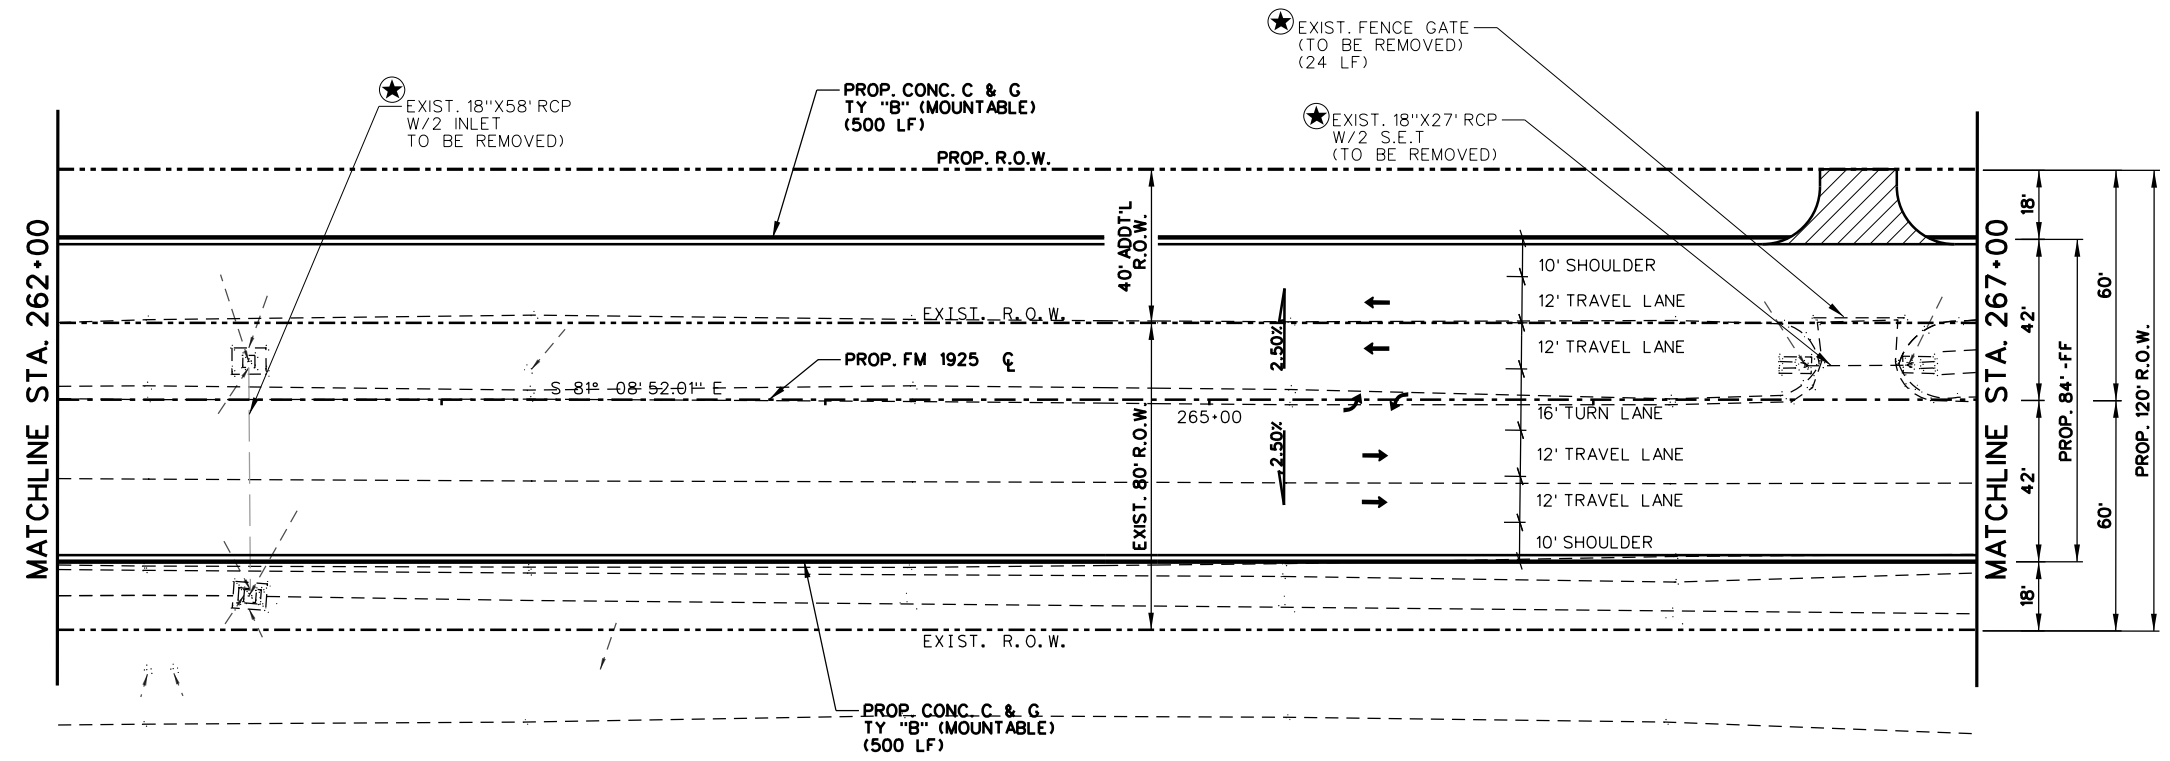 EXIST. FENCE GATE
(TO BE REMOVED)
(24 LF)
EXIST. 18"X58' RCP
W/2 INLET
TO BE REMOVED)
PROP. CONC. C & G
TY "B" (MOUNTABLE)
(500 LF)
EXIST. 18"X27' RCP
W/2 S.E.T
(TO BE REMOVED)
PROP. R.O.W.
MATCHLINE STA. 262+00
40' ADDT'L
R.O.W.
10' SHOULDER
12' TRAVEL LANE
EXIST. R.O.W.
2.50%
12' TRAVEL LANE
PROP. FM 1925 ℄
S 81° 08' 52.01" E
265+00
16' TURN LANE
EXIST. 80' R.O.W.
2.50%
12' TRAVEL LANE
12' TRAVEL LANE
10' SHOULDER
EXIST. R.O.W.
PROP. CONC. C & G
TY "B" (MOUNTABLE)
(500 LF)
MATCHLINE STA. 267+00
18'
42'
42'
18'
PROP. 84' -FF
60'
60'
PROP. 120' R.O.W.